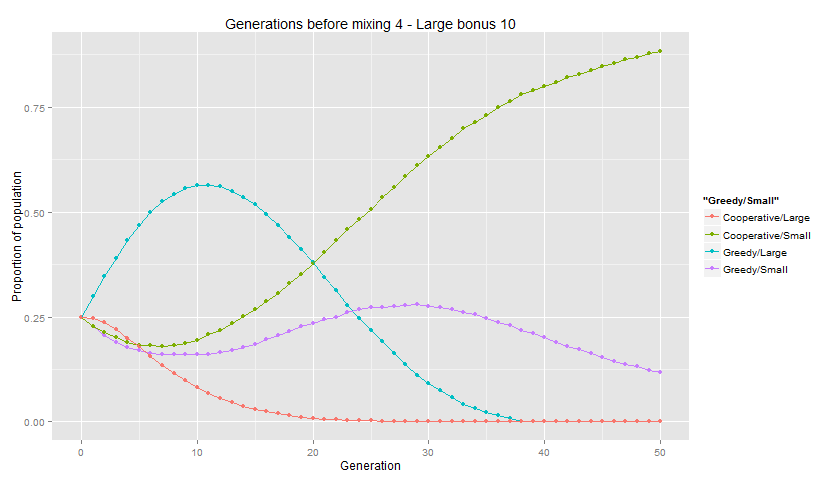 Generations before mixing 4 - Large bonus 10
Proportion of population
0.75
0.50
0.25
0.00
0
10
20
30
40
50
Generation
"Greedy/Small"
Cooperative/Large
Cooperative/Small
Greedy/Large
Greedy/Small